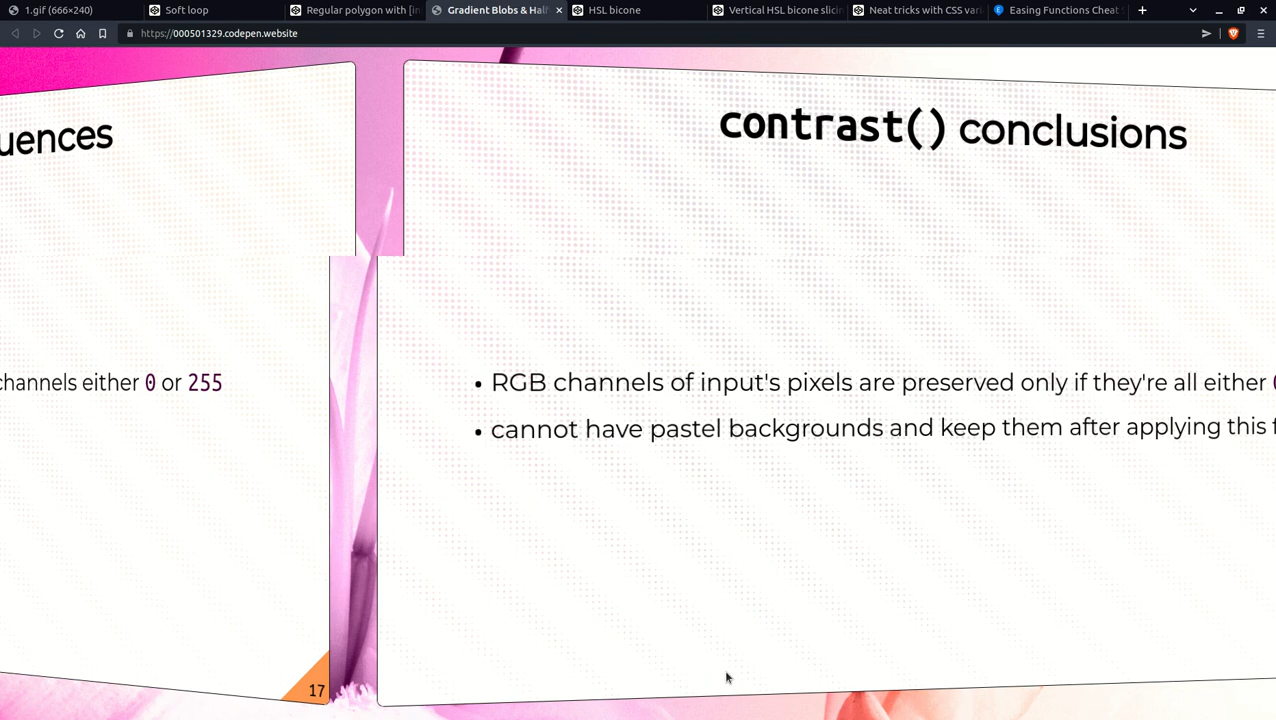 1.gif (666×240)
Soft loop
Regular polygon with [in
Gradient Blobs & Half
HSL bicone
Vertical HSL bicone slicin
Neat tricks with CSS vari
Easing Functions Cheat S
https://000501329.codepen.website
uences
contrast() conclusions
channels either 0 or 255
• RGB channels of input's pixels are preserved only if they're all either
• cannot have pastel backgrounds and keep them after applying this f
17